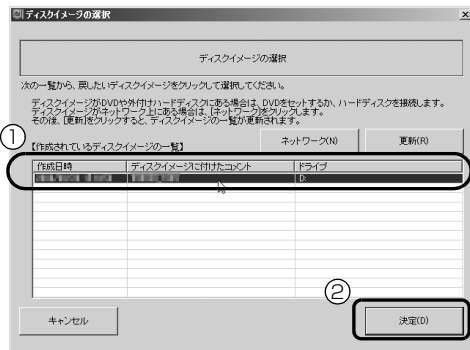 ディスクイメージの選択
ディスクイメージの選択
次の一覧から、戻したいディスクイメージをクリックして選択してください。
ディスクイメージがDVDや外付けハードディスクにある場合は、DVDをセットするか、ハードディスクを接続します。
ディスクイメージがネットワーク上にある場合は、[ネットワーク]をクリックします。
その後、[更新]をクリックすると、ディスクイメージの一覧が更新されます。
①
ネットワーク(N) 更新(R)
【作成されているディスクイメージの一覧】
作成日時 ディスクイメージに付けたコメント ドライブ
D:
②
キャンセル 決定(D)